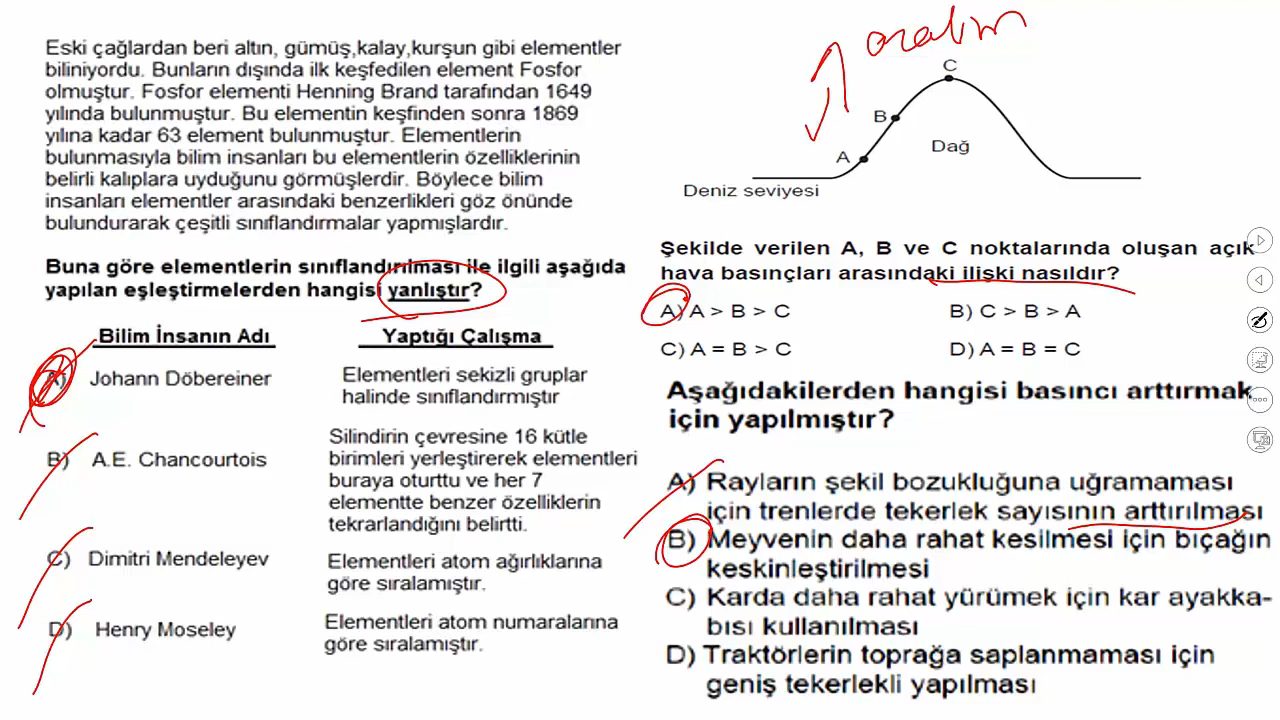 Eski çağlardan beri altın, gümüş,kalay,kurşun gibi elementler
biliniyordu. Bunların dışında ilk keşfedilen element Fosfor
olmuştur. Fosfor elementi Henning Brand tarafından 1649
yılında bulunmuştur. Bu elementin keşfinden sonra 1869
yılına kadar 63 element bulunmuştur. Elementlerin
bulunmasıyla bilim insanları bu elementlerin özelliklerinin
belirli kalıplara uyduğunu görmüşlerdir. Böylece bilim
insanları elementler arasındaki benzerlikleri göz önünde
bulundurarak çeşitli sınıflandırmalar yapmışlardır.
Buna göre elementlerin sınıflandırılması ile ilgili aşağıda
yapılan eşleştirmelerden hangisi yanlıştır?
Bilim İnsanın Adı Yaptığı Çalışma
A) Johann Döbereiner
Elementleri sekizli gruplar
halinde sınıflandırmıştır
B) A.E. Chancourtois
Silindirin çevresine 16 kütle
birimleri yerleştirerek elementleri
buraya oturttu ve her 7
elementte benzer özelliklerin
tekrarlandığını belirtti.
C) Dimitri Mendeleyev
Elementleri atom ağırlıklarına
göre sıralamıştır.
D) Henry Moseley
Elementleri atom numaralarına
göre sıralamıştır.
C
B
A
Dağ
Deniz seviyesi
Şekilde verilen A, B ve C noktalarında oluşan açık
hava basınçları arasındaki ilişki nasıldır?
A) A > B > C B) C > B > A
C) A = B > C D) A = B = C
Aşağıdakilerden hangisi basıncı arttırmak
için yapılmıştır?
A) Rayların şekil bozukluğuna uğramaması
için trenlerde tekerlek sayısının arttırılması
B) Meyvenin daha rahat kesilmesi için bıçağın
keskinleştirilmesi
C) Karda daha rahat yürümek için kar ayakka-
bısı kullanılması
D) Traktörlerin toprağa saplanmaması için
geniş tekerlekli yapılması